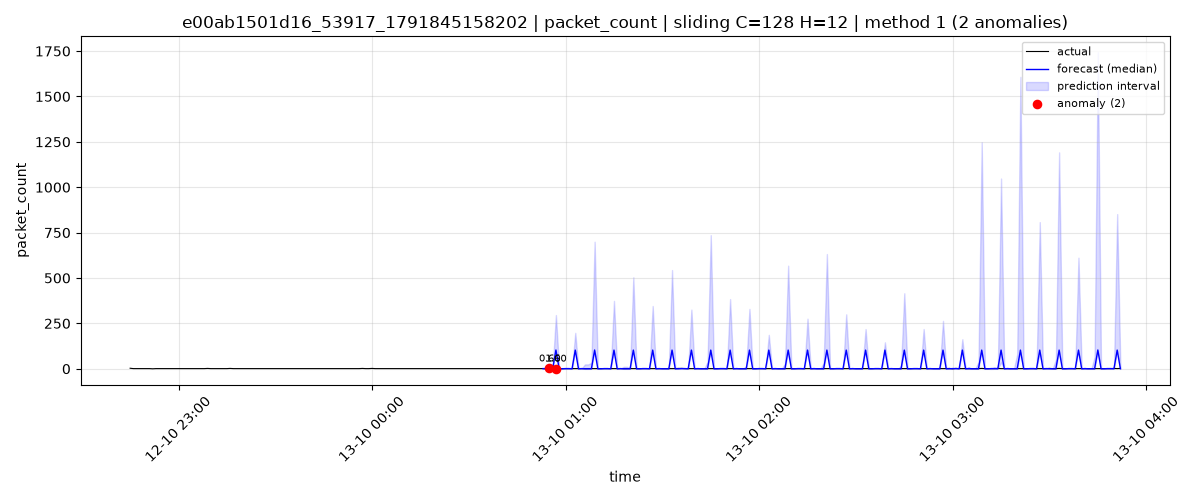 e00ab1501d16_53917_1791845158202 | packet_count | sliding C=128 H=12 | method 1 (2 anomalies)
1750
1500
1250
1000
750
500
250
0
packet_count
actual
forecast (median)
prediction interval
anomaly (2)
12-10 23:00
13-10 00:00
13-10 01:00
13-10 02:00
13-10 03:00
13-10 04:00
time